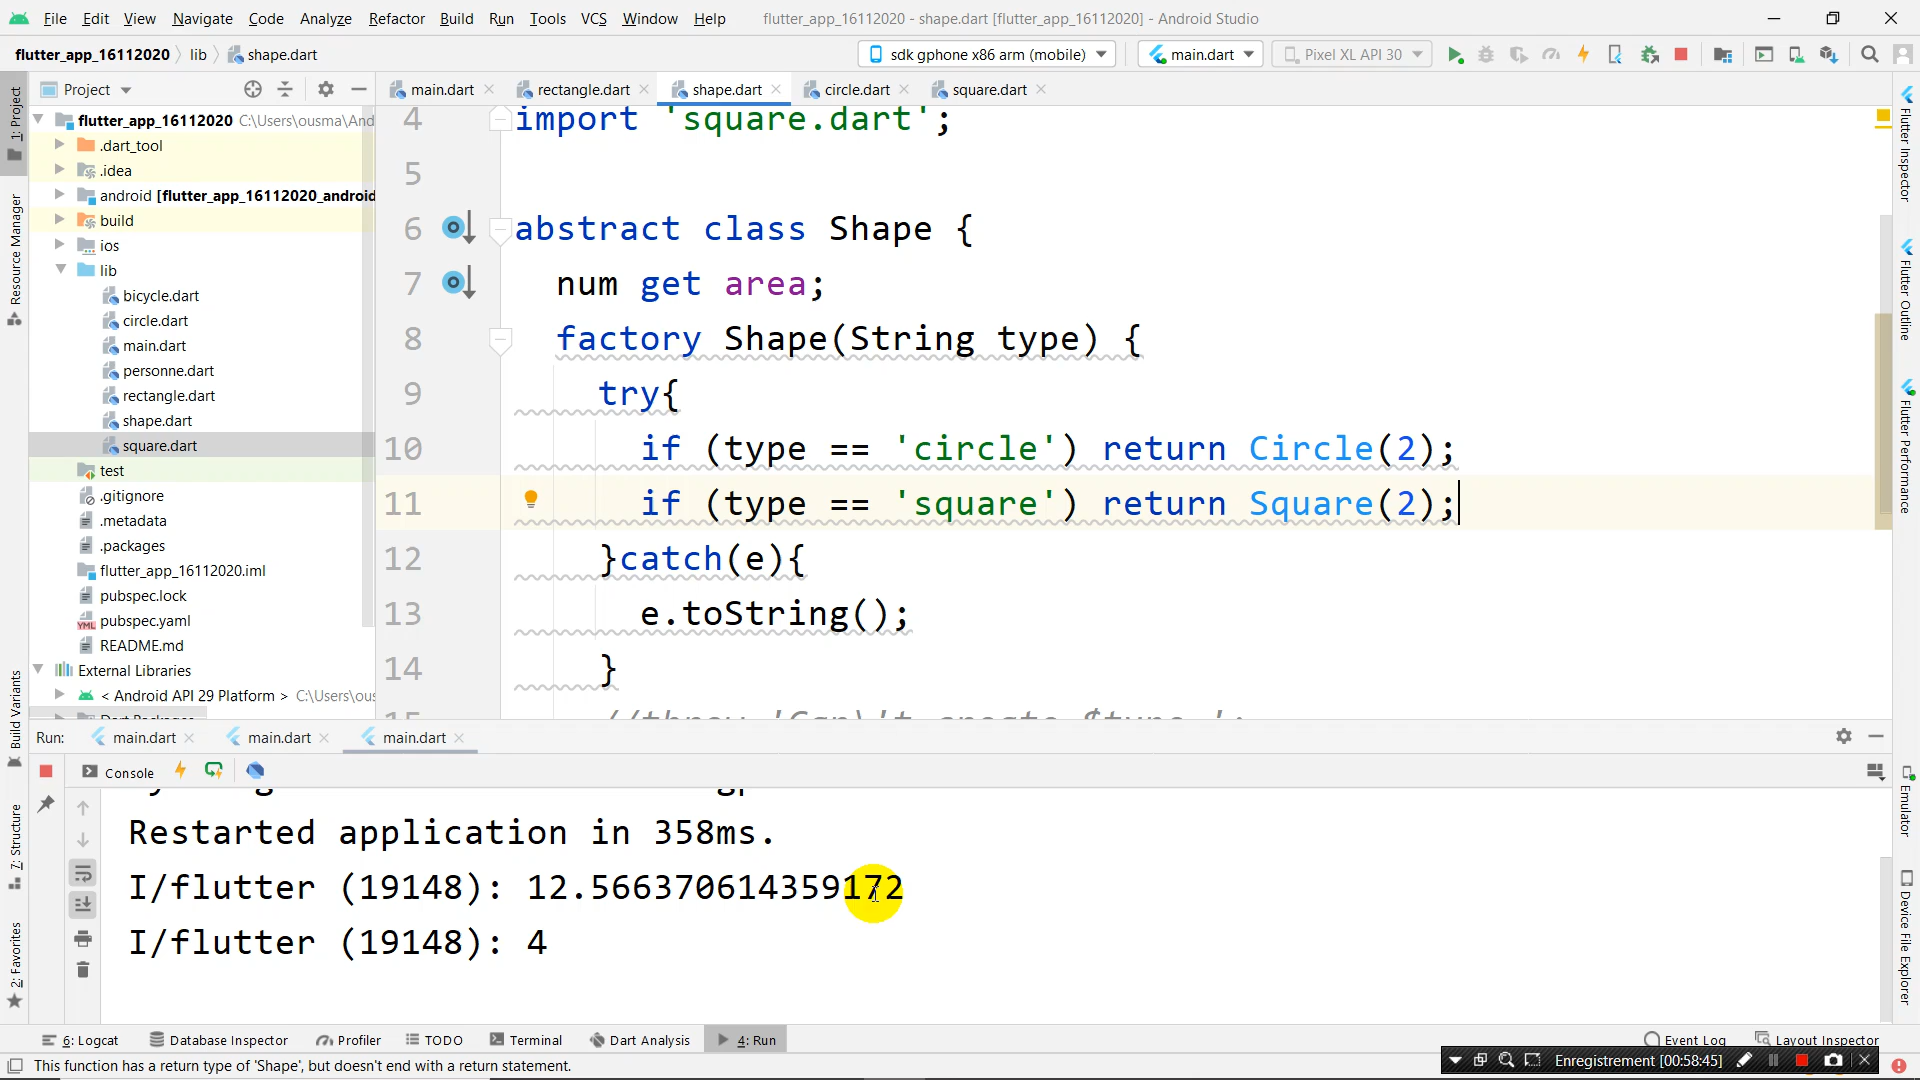 File Edit View Navigate Code Analyze Refactor Build Run Tools VCS Window Help flutter_app_16112020 - shape.dart [flutter_app_16112020] - Android Studio
flutter_app_16112020 lib shape.dart sdk gphone x86 arm (mobile) main.dart Pixel XL API 30
Project main.dart rectangle.dart shape.dart circle.dart square.dart
1: Project
Resource Manager
Build Variants
7: Structure
2: Favorites
flutter_app_16112020 C:\Users\ousma\And
.dart_tool
.idea
android [flutter_app_16112020_android
build
ios
lib
bicycle.dart
circle.dart
main.dart
personne.dart
rectangle.dart
shape.dart
square.dart
test
.gitignore
.metadata
.packages
flutter_app_16112020.iml
pubspec.lock
pubspec.yaml
README.md
External Libraries
< Android API 29 Platform > C:\Users\ous
4 import 'square.dart';
5
6 abstract class Shape {
7 num get area;
8 factory Shape(String type) {
9 try{
10 if (type == 'circle') return Circle(2);
11 if (type == 'square') return Square(2);
12 }catch(e){
13 e.toString();
14 }
Flutter Inspector
Flutter Outline
Flutter Performance
Emulator
Device File Explorer
Run: main.dart main.dart main.dart
Console
Restarted application in 358ms.
I/flutter (19148): 12.566370614359172
I/flutter (19148): 4
6: Logcat Database Inspector Profiler TODO Terminal Dart Analysis 4: Run Event Log Layout Inspector
This function has a return type of 'Shape', but doesn't end with a return statement.
Enregistrement [00:58:45]